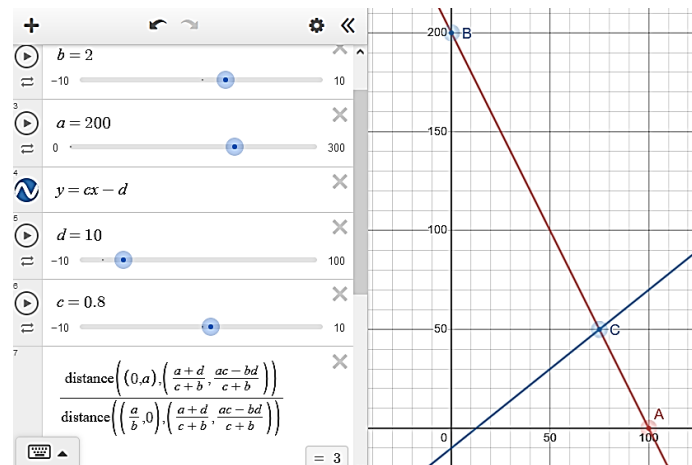 b = 2
-10 10
3
a = 200
0 300
4
y = cx − d
5
d = 10
-10 100
6
c = 0.8
-10 10
7
distance((0,a),((a+d)/(c+b),(ac−bd)/(c+b)))
distance((a/b,0),((a+d)/(c+b),(ac−bd)/(c+b)))
= 3
200 B
150
100
50 C
A
0 50 100